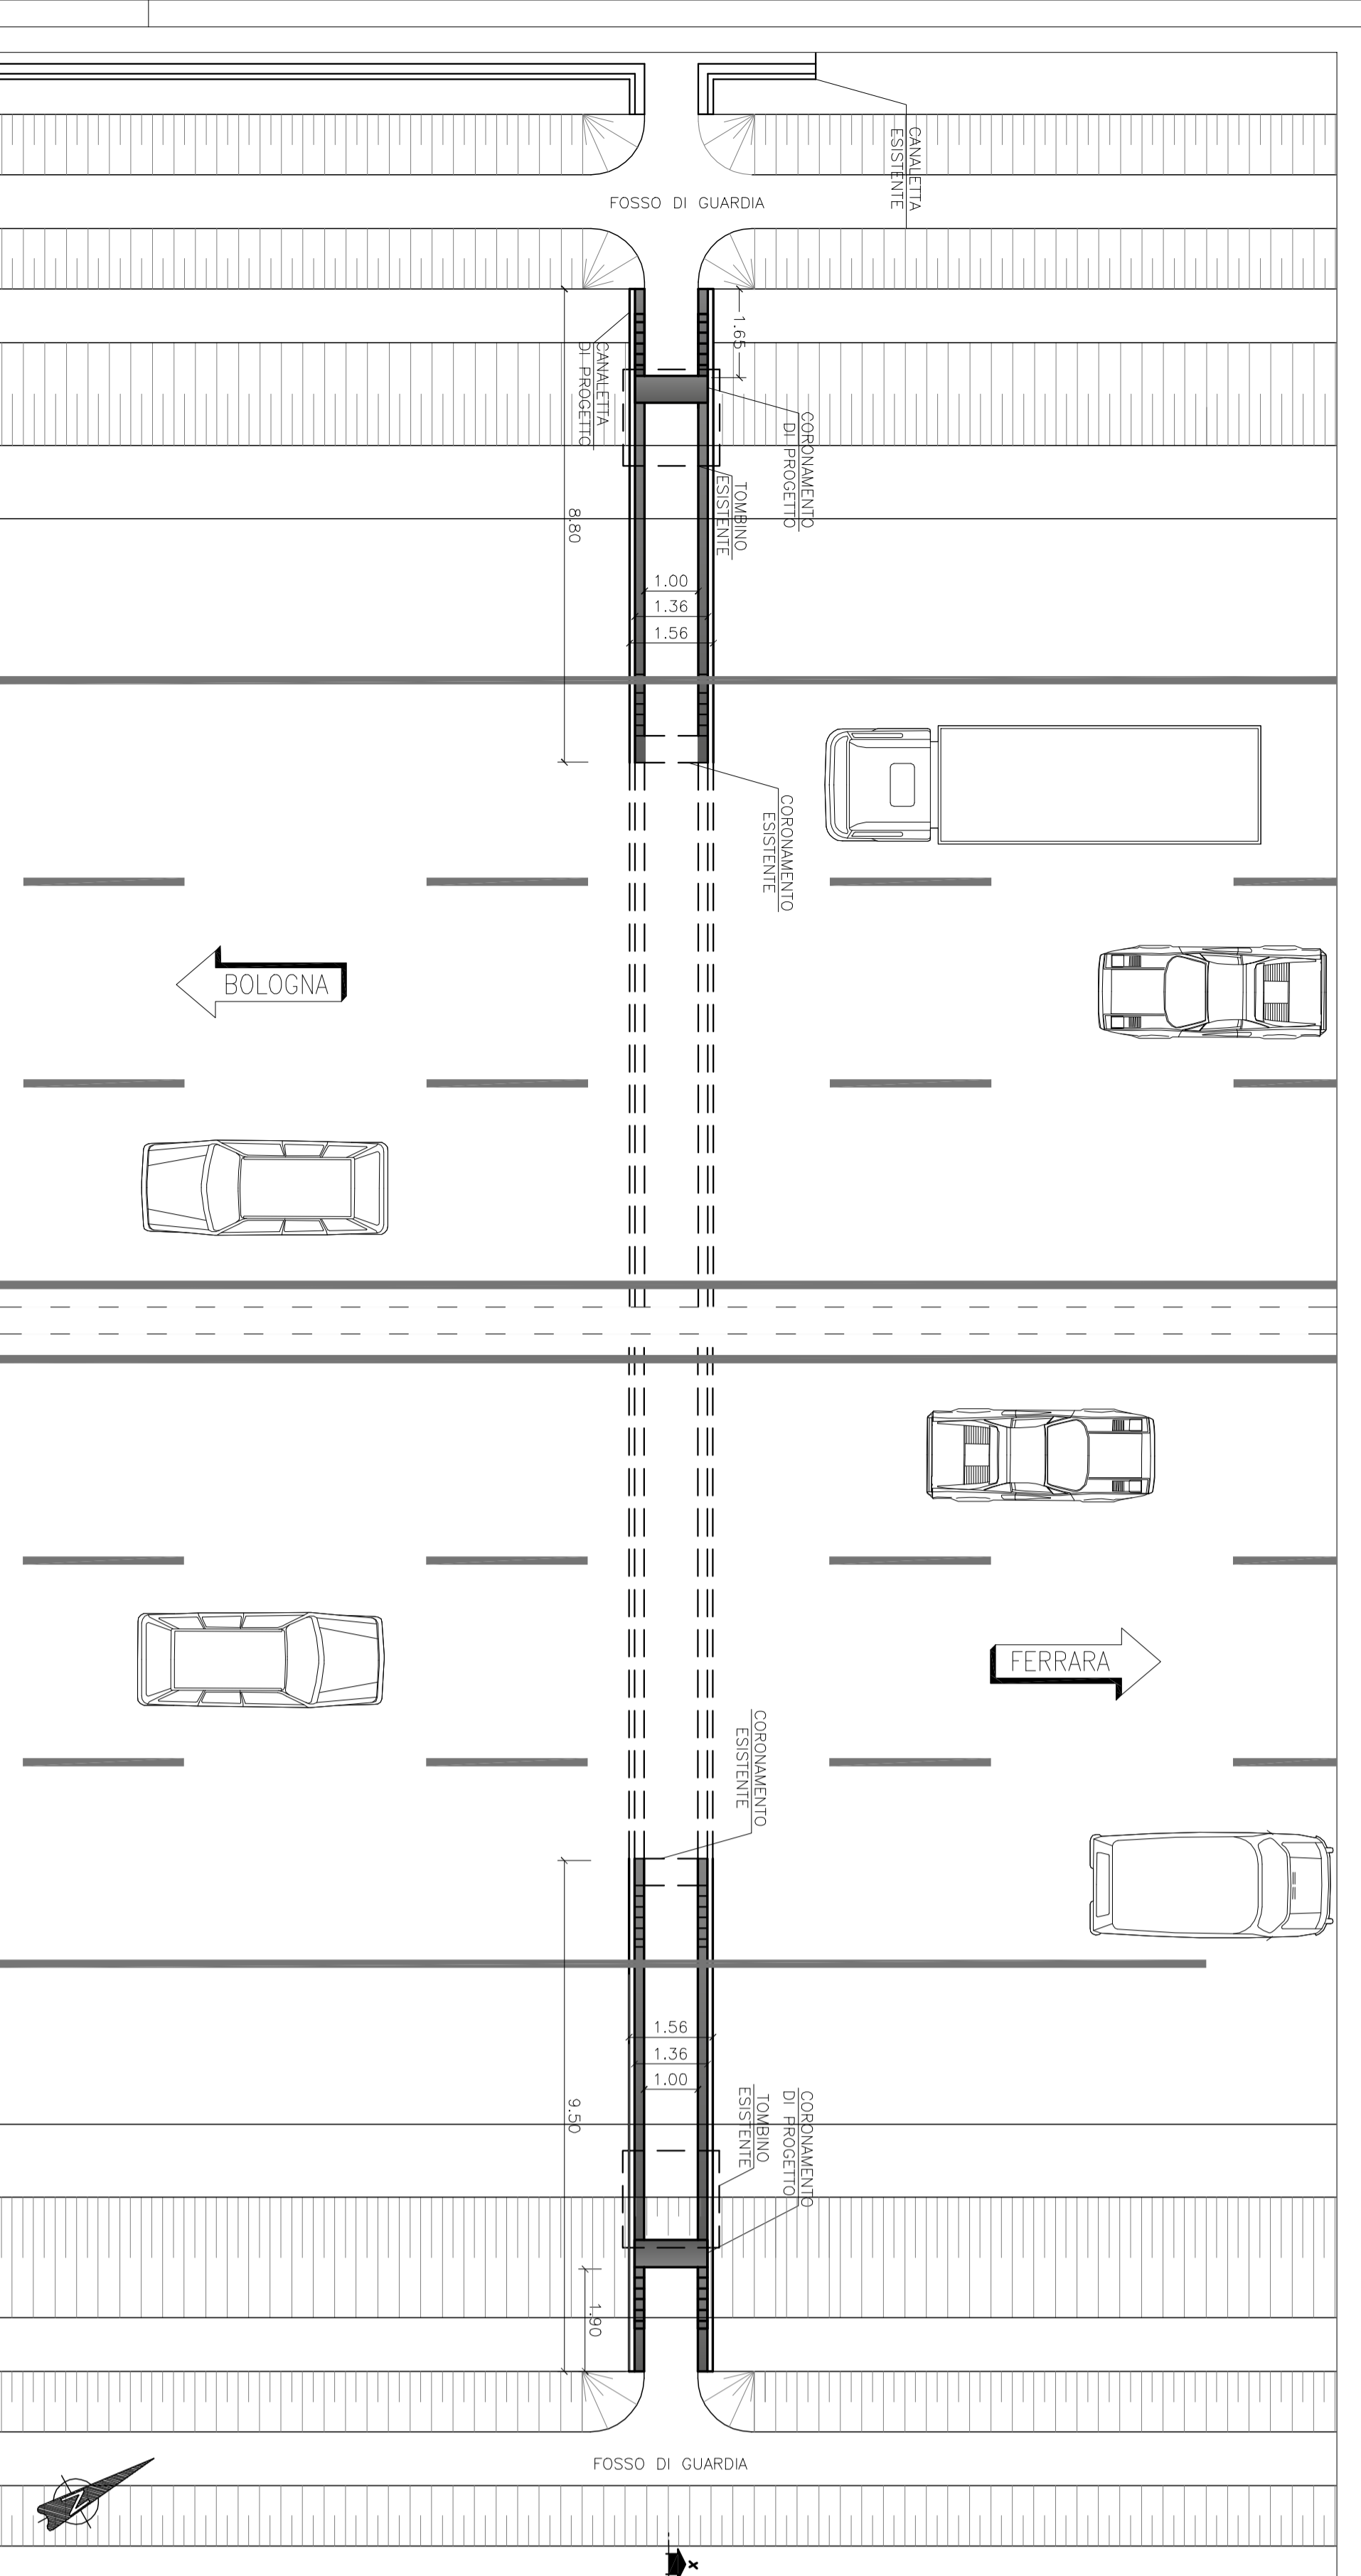 CANALETTA
ESISTENTE
FOSSO DI GUARDIA
1.65
CANALETTA
DI PROGETTO
CORONAMENTO
DI PROGETTO
TOMBINO
ESISTENTE
8.80
1.00
1.36
1.56
CORONAMENTO
ESISTENTE
BOLOGNA
FERRARA
CORONAMENTO
ESISTENTE
1.56
1.36
1.00
9.50
TOMBINO
ESISTENTE
CORONAMENTO
DI PROGETTO
1.90
FOSSO DI GUARDIA
N
x